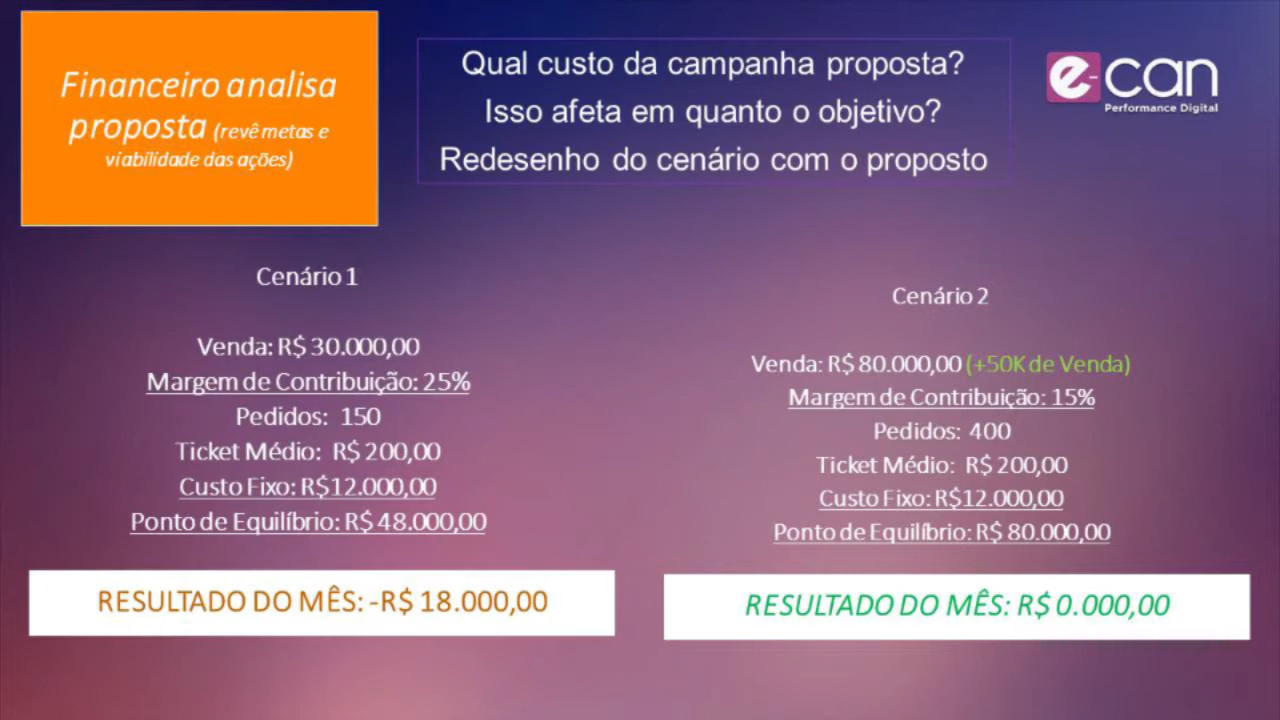 Financeiro analisa
proposta (revê metas e
viabilidade das ações)
Qual custo da campanha proposta?
Isso afeta em quanto o objetivo?
Redesenho do cenário com o proposto
e-can
Performance Digital
Cenário 1
Venda: R$ 30.000,00
Margem de Contribuição: 25%
Pedidos: 150
Ticket Médio: R$ 200,00
Custo Fixo: R$12.000,00
Ponto de Equilíbrio: R$ 48.000,00
RESULTADO DO MÊS: -R$ 18.000,00
Cenário 2
Venda: R$ 80.000,00 (+50K de Venda)
Margem de Contribuição: 15%
Pedidos: 400
Ticket Médio: R$ 200,00
Custo Fixo: R$12.000,00
Ponto de Equilíbrio: R$ 80.000,00
RESULTADO DO MÊS: R$ 0.000,00